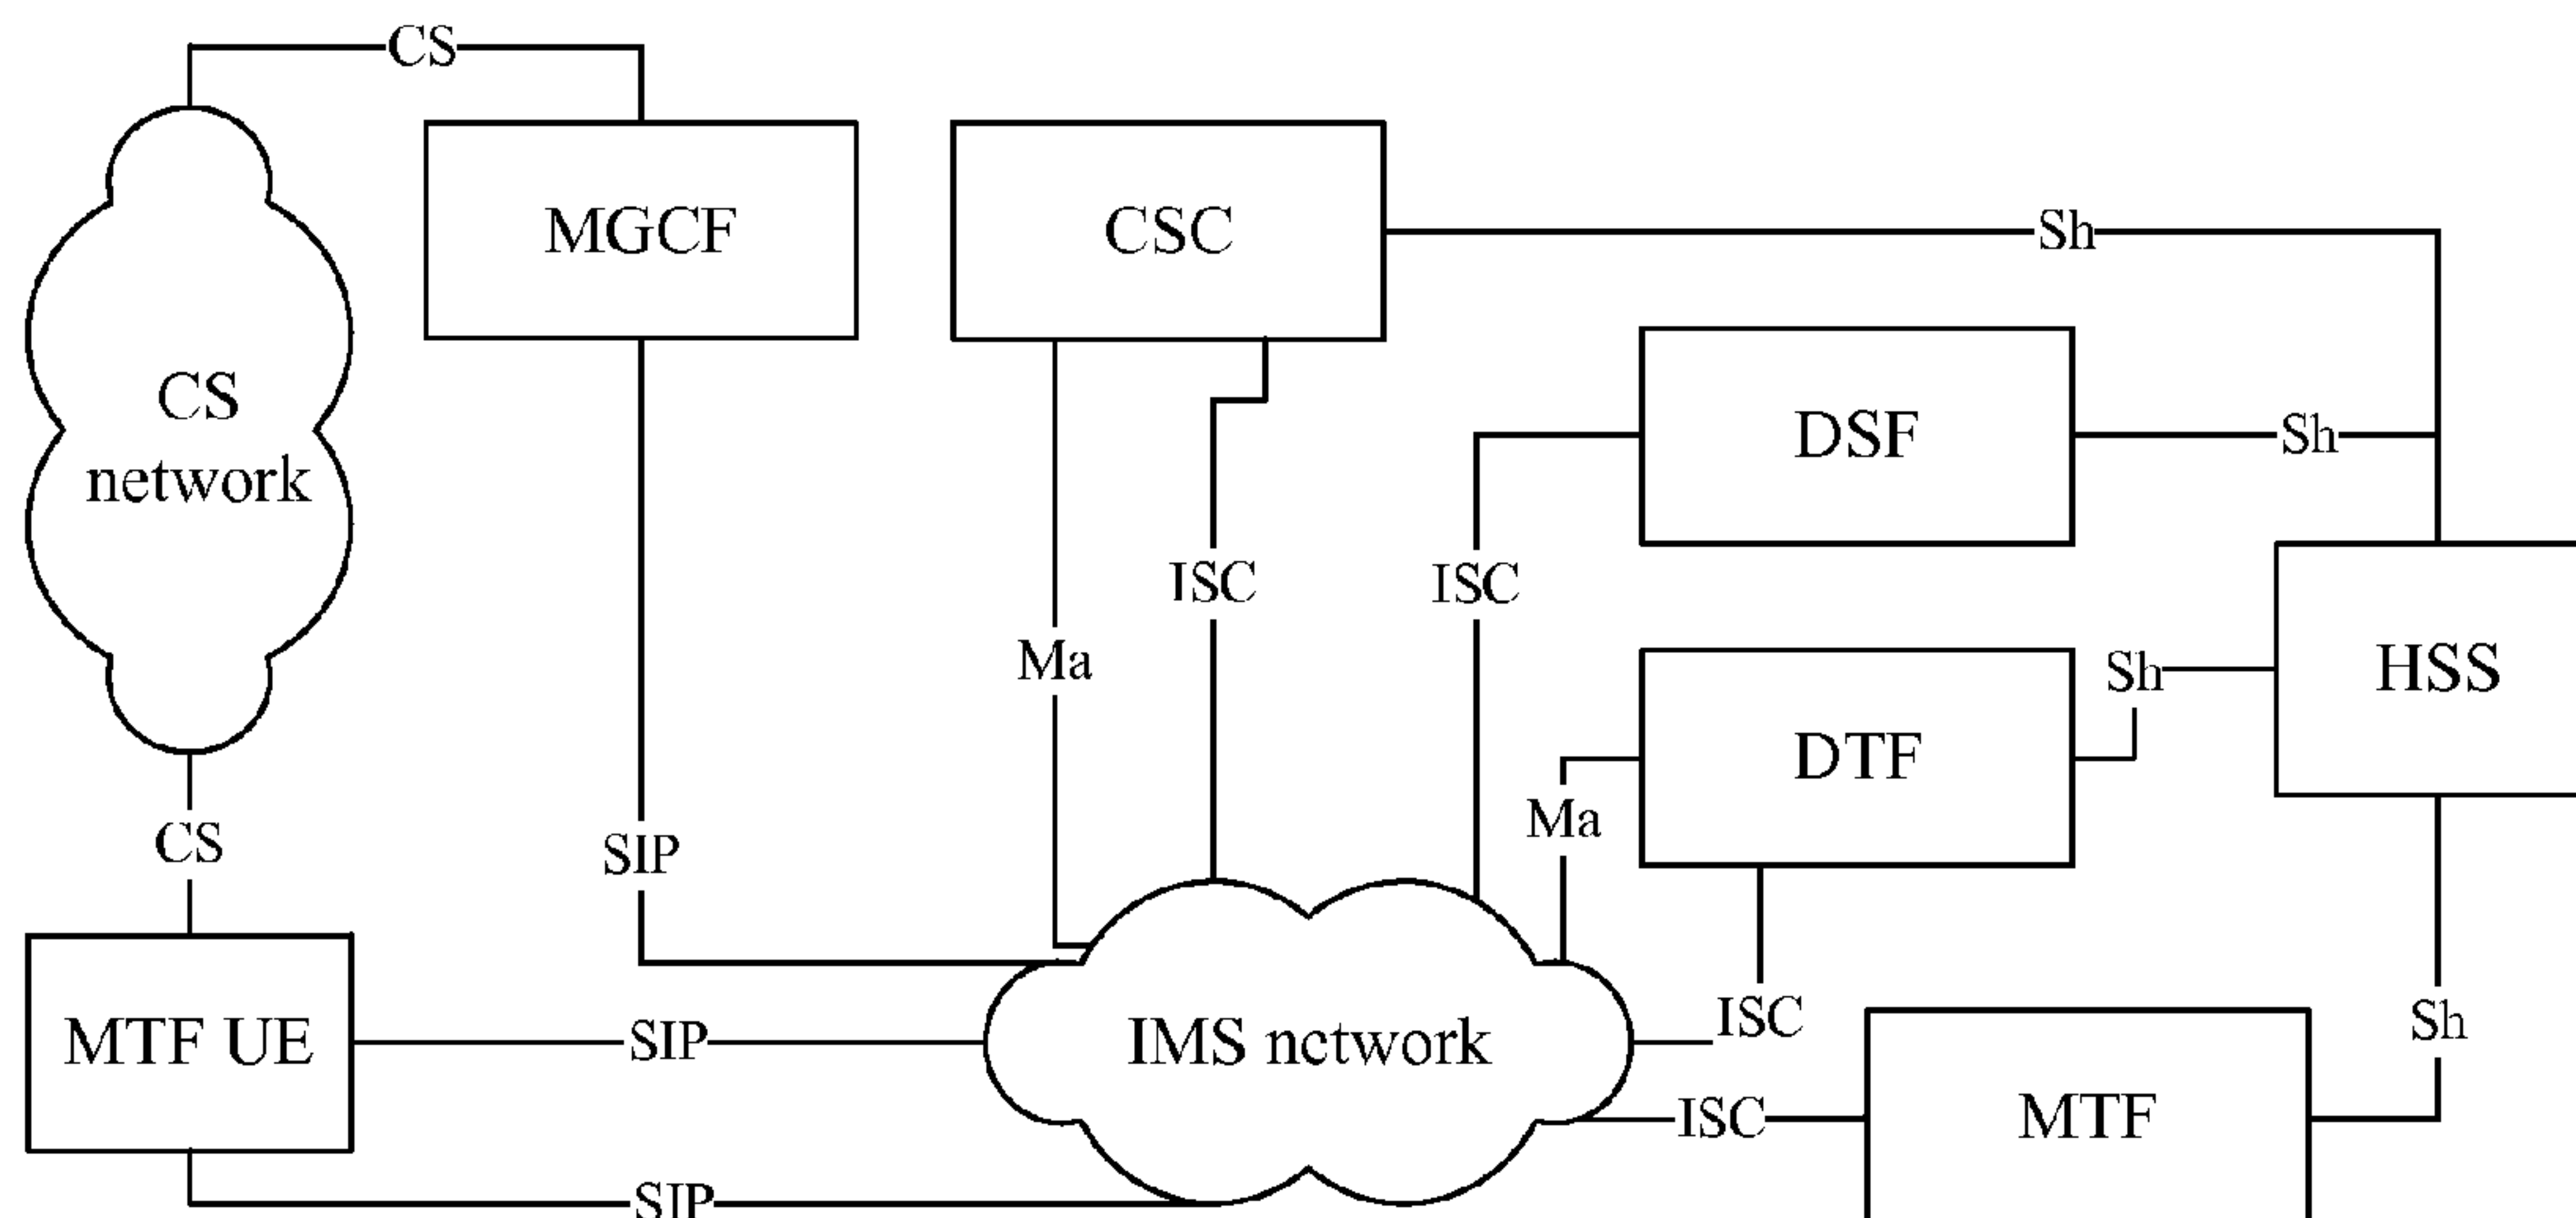 CS
MGCF
CSC
Sh
CS
network
DSF
Sh
ISC
ISC
Ma
Sh
HSS
DTF
Ma
CS
SIP
MTF UE
SIP
IMS nctwork
ISC
Sh
ISC
MTF
SIP